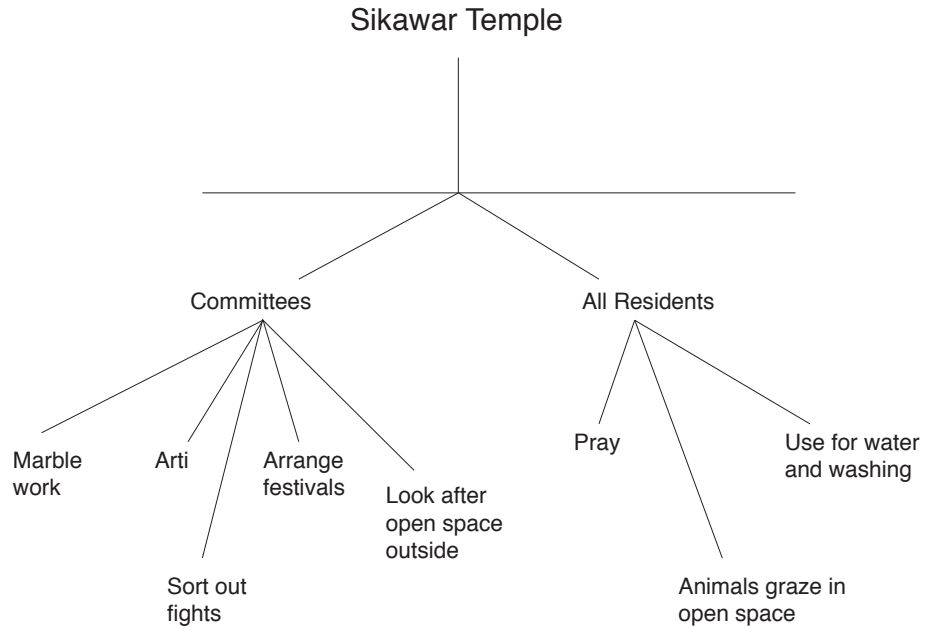 Sikawar Temple
Committees
All Residents
Marble
work
Arti
Sort out
fights
Arrange
festivals
Look after
open space
outside
Pray
Animals graze in
open space
Use for water
and washing